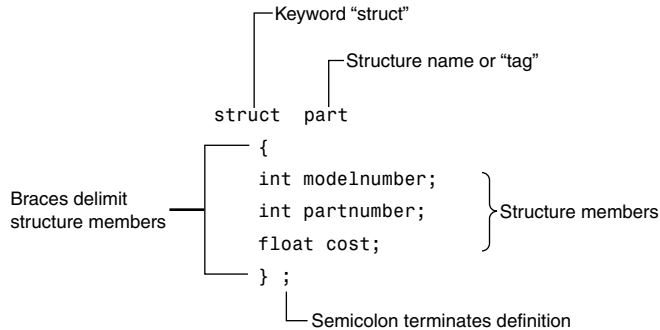 Keyword “struct”
Structure name or “tag”
struct part
{
int modelnumber;
Braces delimit
structure members
int partnumber;
Structure members
float cost;
} ;
Semicolon terminates definition